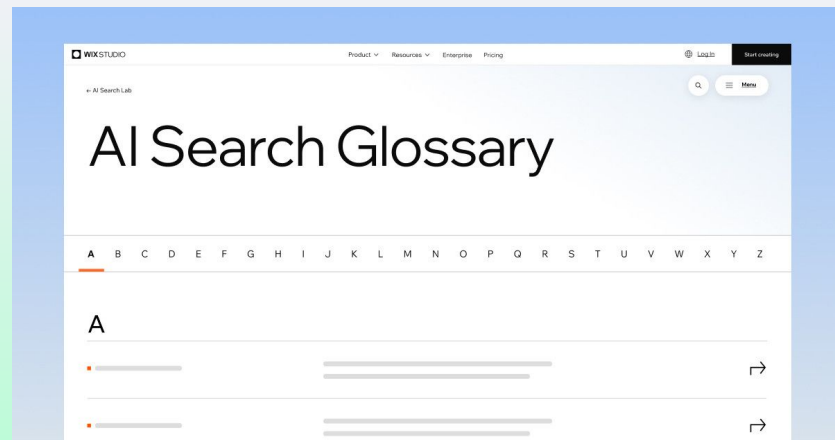 WIX STUDIO Product Resources Enterprise Pricing Log In Start creating
← AI Search Lab Menu
AI Search Glossary
A B C D E F G H I J K L M N O P Q R S T U V W X Y Z
A